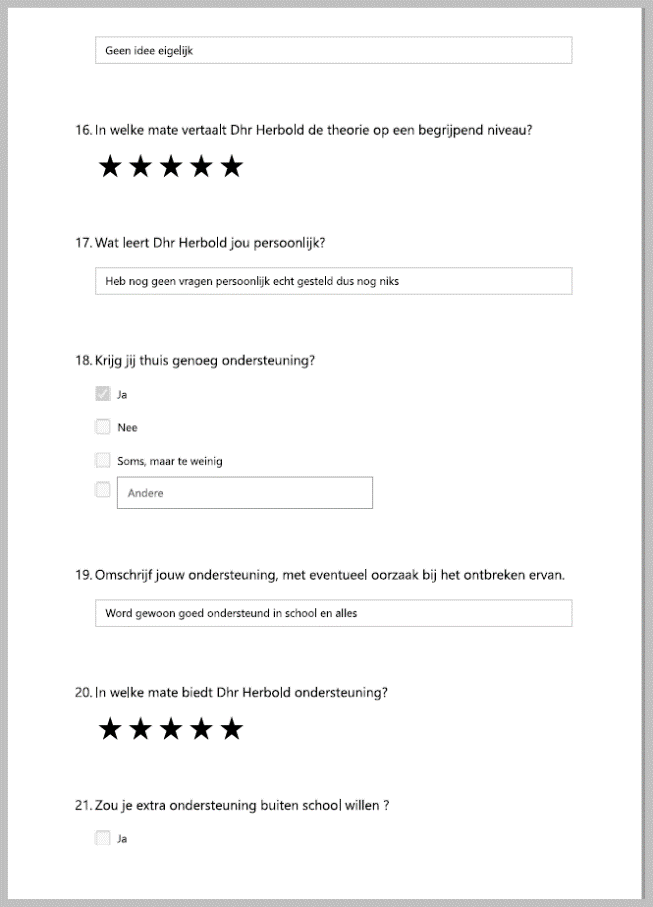 Geen idee eigelijk
16. In welke mate vertaalt Dhr Herbold de theorie op een begrijpend niveau?
17. Wat leert Dhr Herbold jou persoonlijk?
Heb nog geen vragen persoonlijk echt gesteld dus nog niks
18. Krijg jij thuis genoeg ondersteuning?
Ja
Nee
Soms, maar te weinig
Andere
19. Omschrijf jouw ondersteuning, met eventueel oorzaak bij het ontbreken ervan.
Word gewoon goed ondersteund in school en alles
20. In welke mate biedt Dhr Herbold ondersteuning?
21. Zou je extra ondersteuning buiten school willen ?
Ja